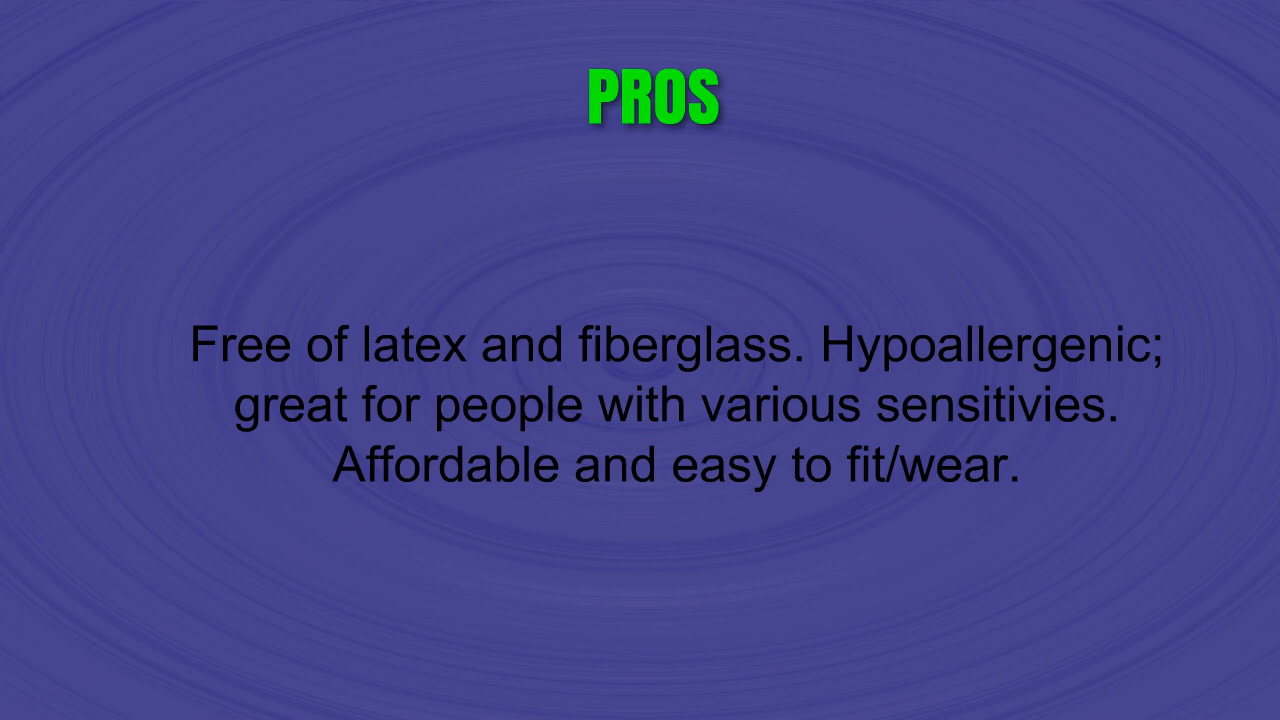 PROS
Free of latex and fiberglass. Hypoallergenic;
great for people with various sensitivies.
Affordable and easy to fit/wear.